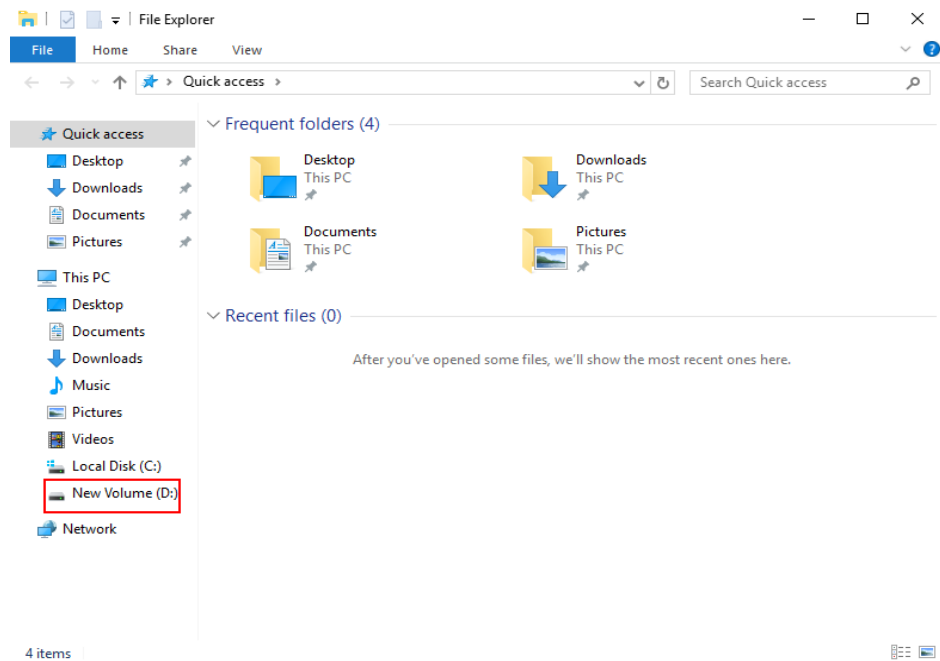 File Explorer
File Home Share View
Quick access
Search Quick access
Quick access
Desktop
Downloads
Documents
Pictures
This PC
Desktop
Documents
Downloads
Music
Pictures
Videos
Local Disk (C:)
New Volume (D:)
Network
Frequent folders (4)
Desktop
This PC
Downloads
This PC
Documents
This PC
Pictures
This PC
Recent files (0)
After you've opened some files, we'll show the most recent ones here.
4 items